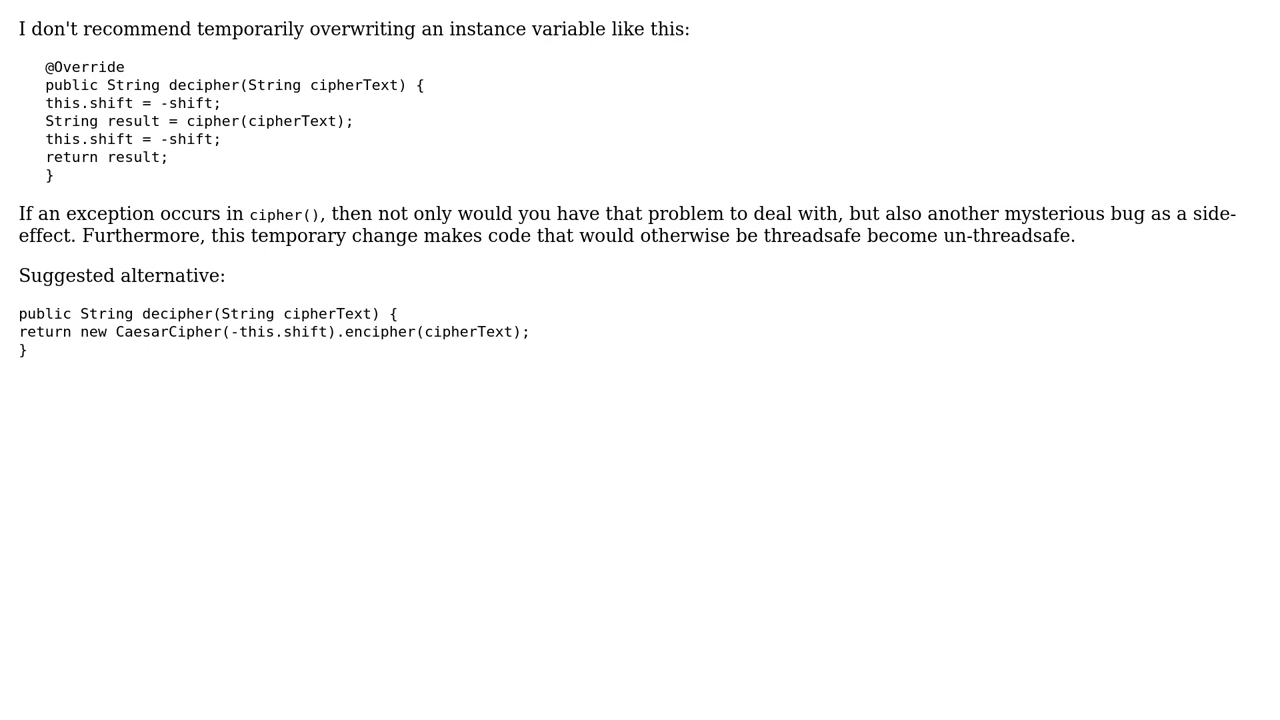 I don't recommend temporarily overwriting an instance variable like this:
@Override
public String decipher(String cipherText) {
this.shift = -shift;
String result = cipher(cipherText);
this.shift = -shift;
return result;
}
If an exception occurs in cipher(), then not only would you have that problem to deal with, but also another mysterious bug as a side-
effect. Furthermore, this temporary change makes code that would otherwise be threadsafe become un-threadsafe.
Suggested alternative:
public String decipher(String cipherText) {
return new CaesarCipher(-this.shift).encipher(cipherText);
}